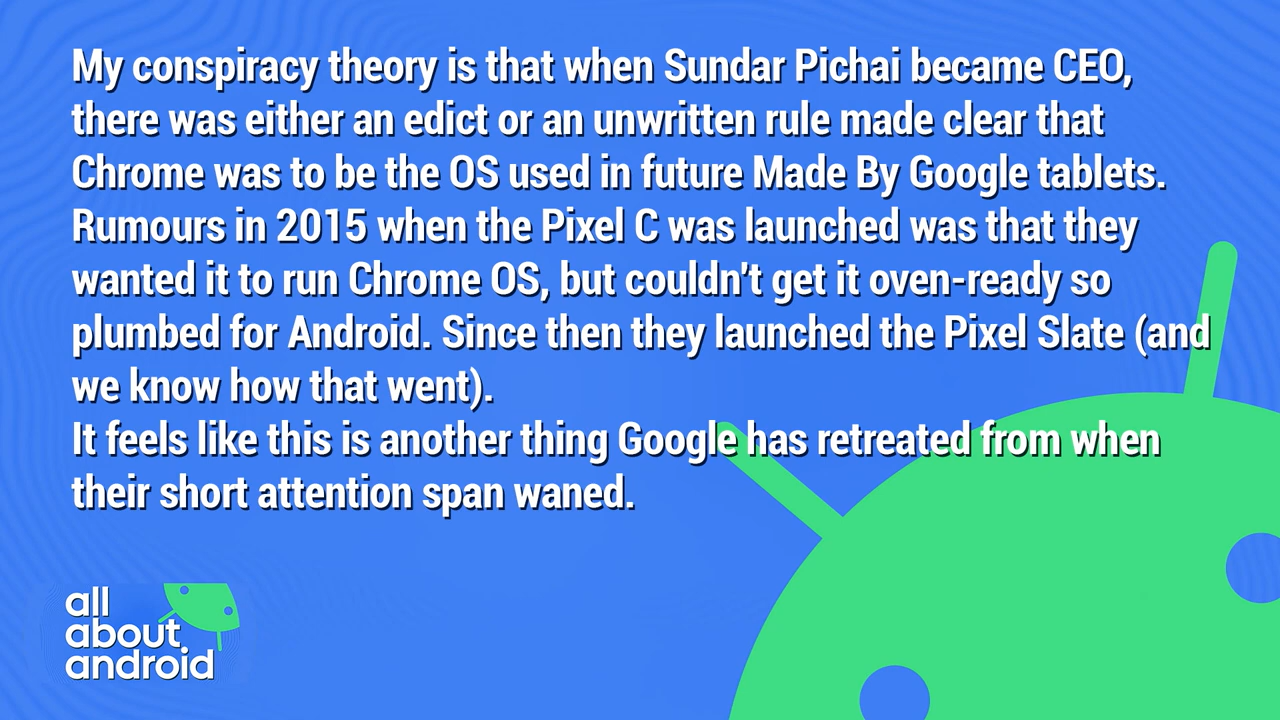 My conspiracy theory is that when Sundar Pichai became CEO,
there was either an edict or an unwritten rule made clear that
Chrome was to be the OS used in future Made By Google tablets.
Rumours in 2015 when the Pixel C was launched was that they
wanted it to run Chrome OS, but couldn't get it oven-ready so
plumbed for Android. Since then they launched the Pixel Slate (and
we know how that went).
It feels like this is another thing Google has retreated from when
their short attention span waned.
all
about
android